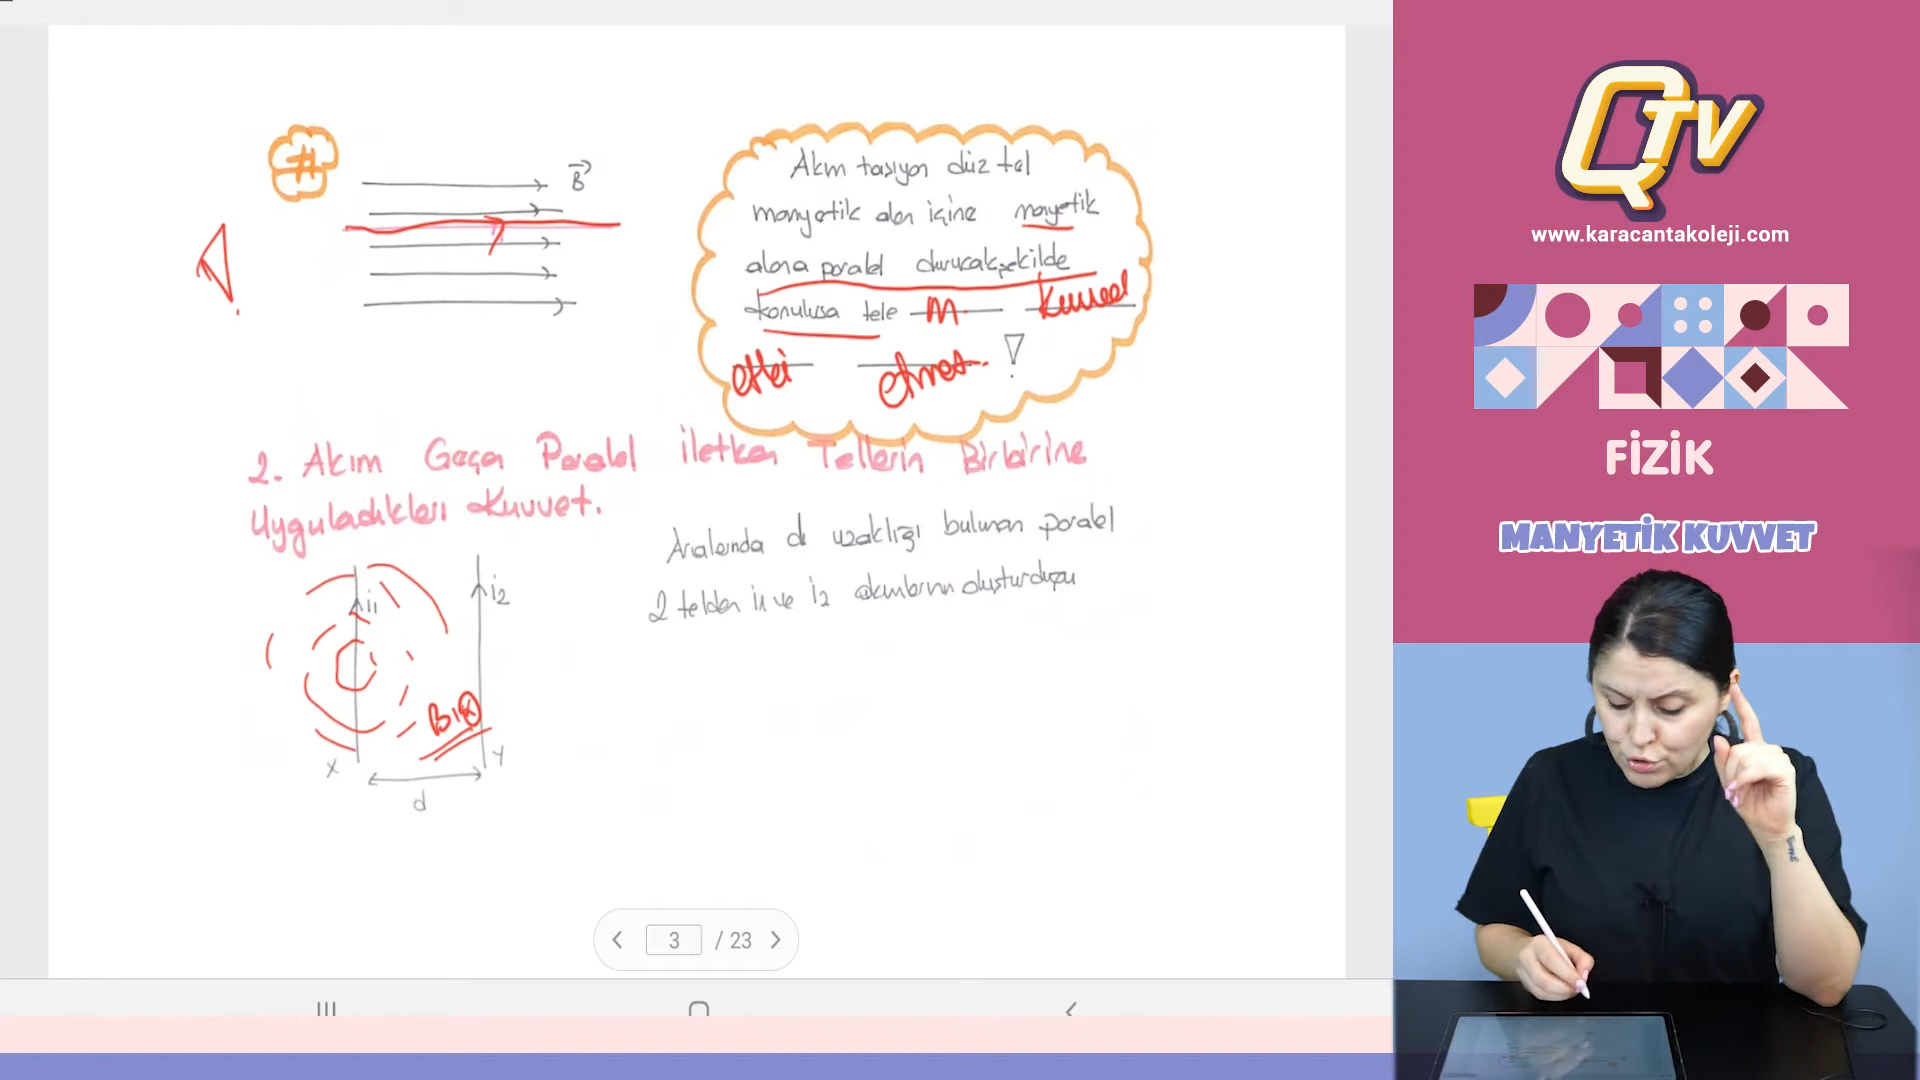 #
B
Akım taşıyan düz tel
manyetik alan içine manyetik
alana paralel duracak şekilde
konulursa tele M kuvvet
etki etmez
!
2. Akım Geçen Paralel İletken Tellerin Birbirine
Uyguladıkları Kuvvet.
Aralarında d uzaklığı bulunan paralel
2 telden i1 ve i2 akımlarının oluşturduğu
i1
i2
B1
X
Y
d
3 / 23
QTV
www.karacantakoleji.com
FİZİK
MANYETİK KUVVET